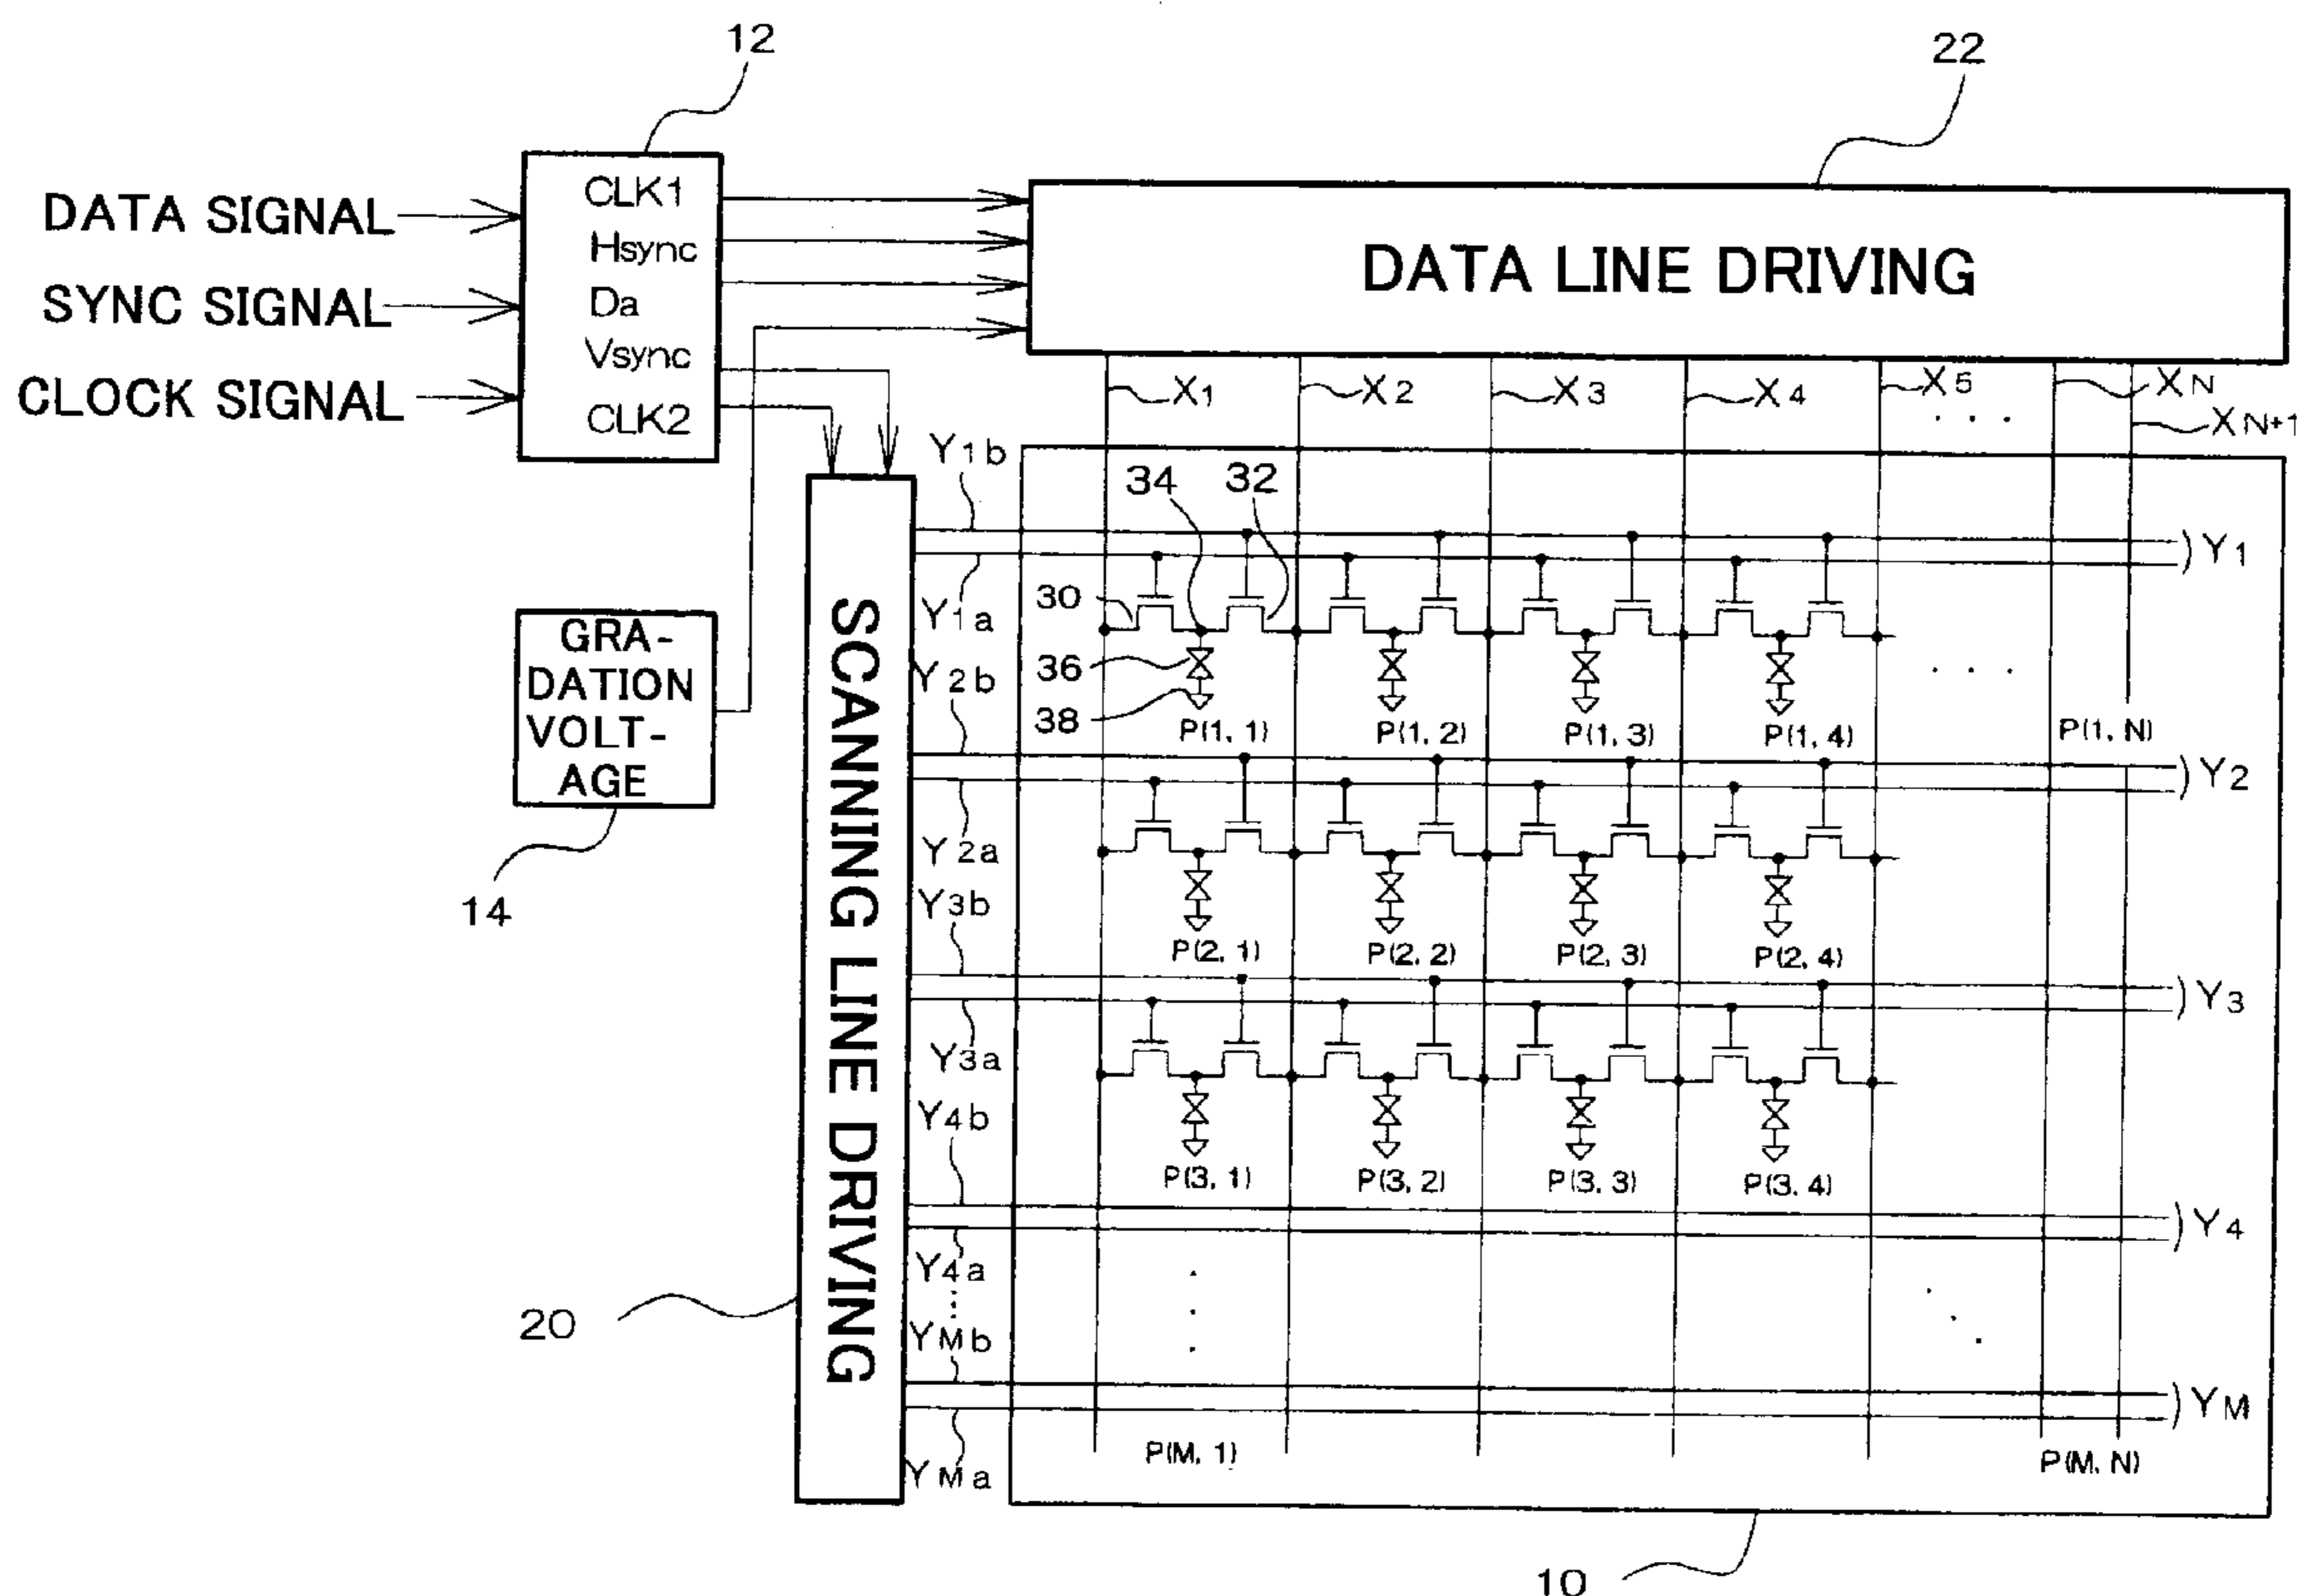 12
22
DATA SIGNAL
SYNC SIGNAL
CLOCK SIGNAL
CLK1
Hsync
Da
Vsync
CLK2
DATA LINE DRIVING
X1
X2
X3
X4
X5
. . .
XN
XN+1
GRA-
DATION
VOLT-
AGE
14
SCANNING LINE DRIVING
20
Y1b
Y1a
Y2b
Y2a
Y3b
Y3a
Y4b
Y4a
YMb
YMa
34
32
30
36
38
Y1
P(1, 1)
P(1, 2)
P(1, 3)
P(1, 4)
. . .
P(1, N)
Y2
P(2, 1)
P(2, 2)
P(2, 3)
P(2, 4)
Y3
P(3, 1)
P(3, 2)
P(3, 3)
P(3, 4)
Y4
YM
P(M, 1)
P(M, N)
10